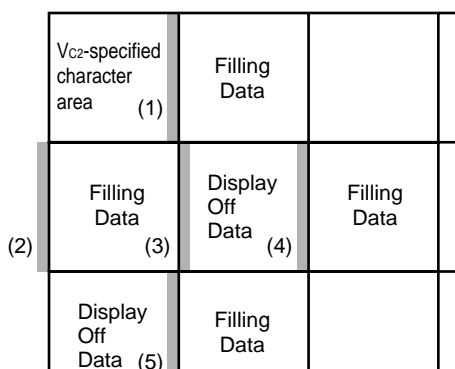 VC2-specified
character
area (1)
Filling
Data
(2)
Filling
Data (3)
Display
Off
Data (4)
Filling
Data
Display
Off
Data (5)
Filling
Data